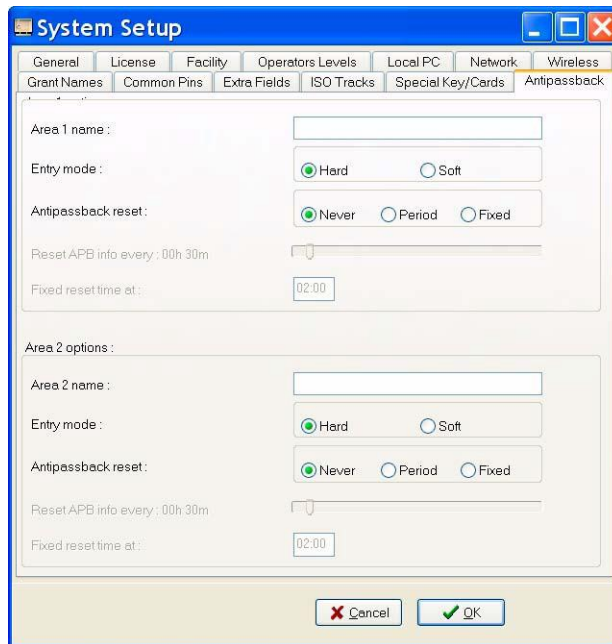 System Setup
General License Facility Operators Levels Local PC Network Wireless
Grant Names Common Pins Extra Fields ISO Tracks Special Key/Cards Antipassback
Area 1 name :
Entry mode : Hard Soft
Antipassback reset : Never Period Fixed
Reset APB info every : 00h 30m
Fixed reset time at : 02:00
Area 2 options :
Area 2 name :
Entry mode : Hard Soft
Antipassback reset : Never Period Fixed
Reset APB info every : 00h 30m
Fixed reset time at : 02:00
Cancel OK